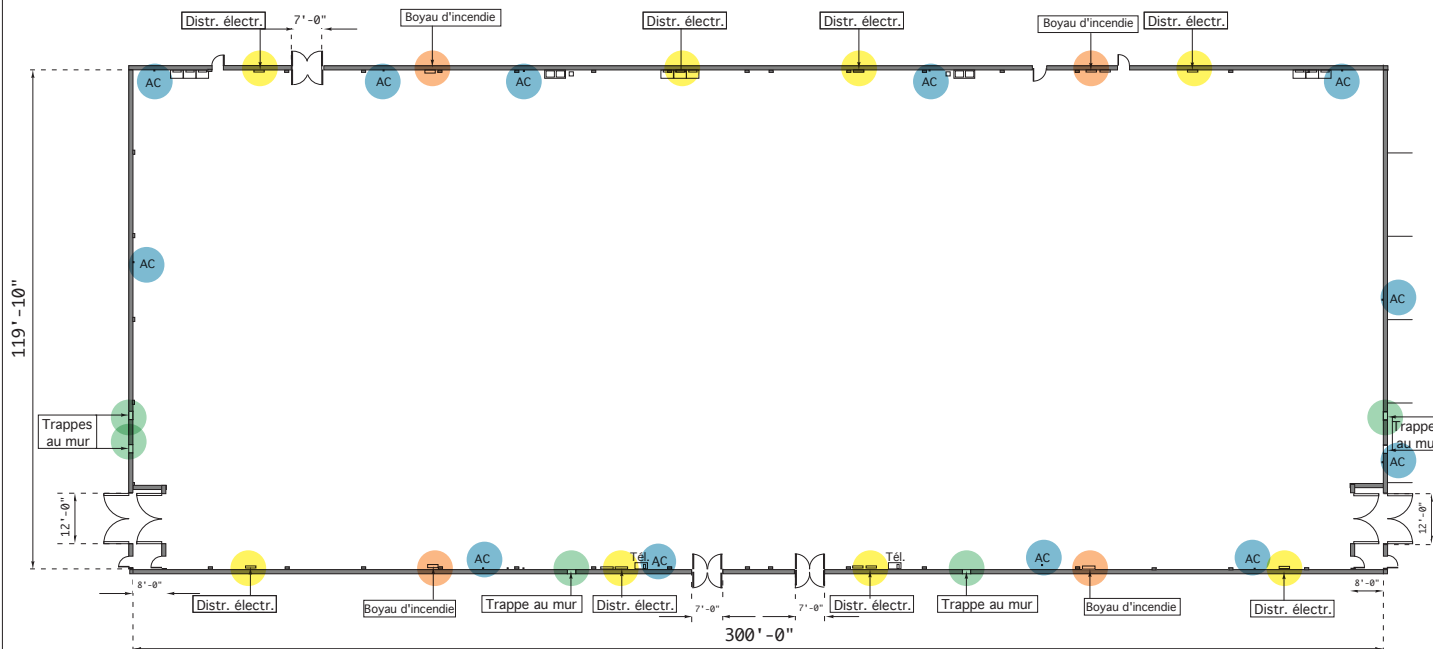 Distr. électr.
7'-0"
Boyau d'incendie
Distr. électr.
Distr. électr.
Boyau d'incendie
Distr. électr.
AC
AC
AC
AC
AC
AC
AC
119'-10"
Trappes
au mur
Trappe
au mu
AC
12'-0"
12'-0"
AC
Tél.
AC
Tél.
AC
AC
8'-0"
8'-0"
Distr. électr.
Boyau d'incendie
Trappe au mur
Distr. électr.
7'-0"
7'-0"
Distr. électr.
Trappe au mur
Boyau d'incendie
Distr. électr.
300'-0"